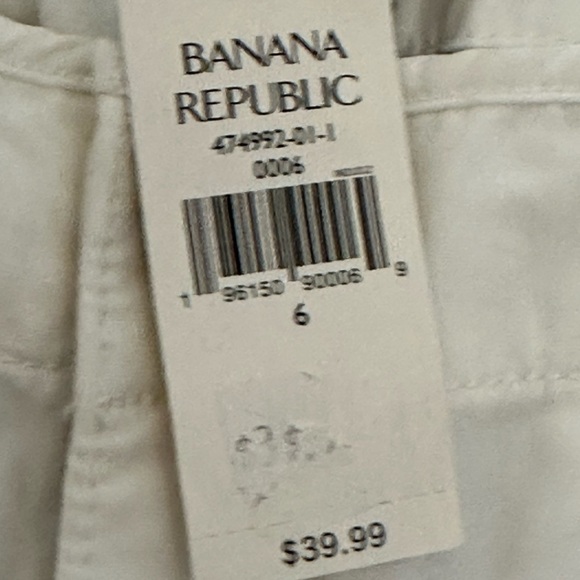 BANANA
REPUBLIC
474992-01-1
0006
1 96150 90006 9
6
$39.99